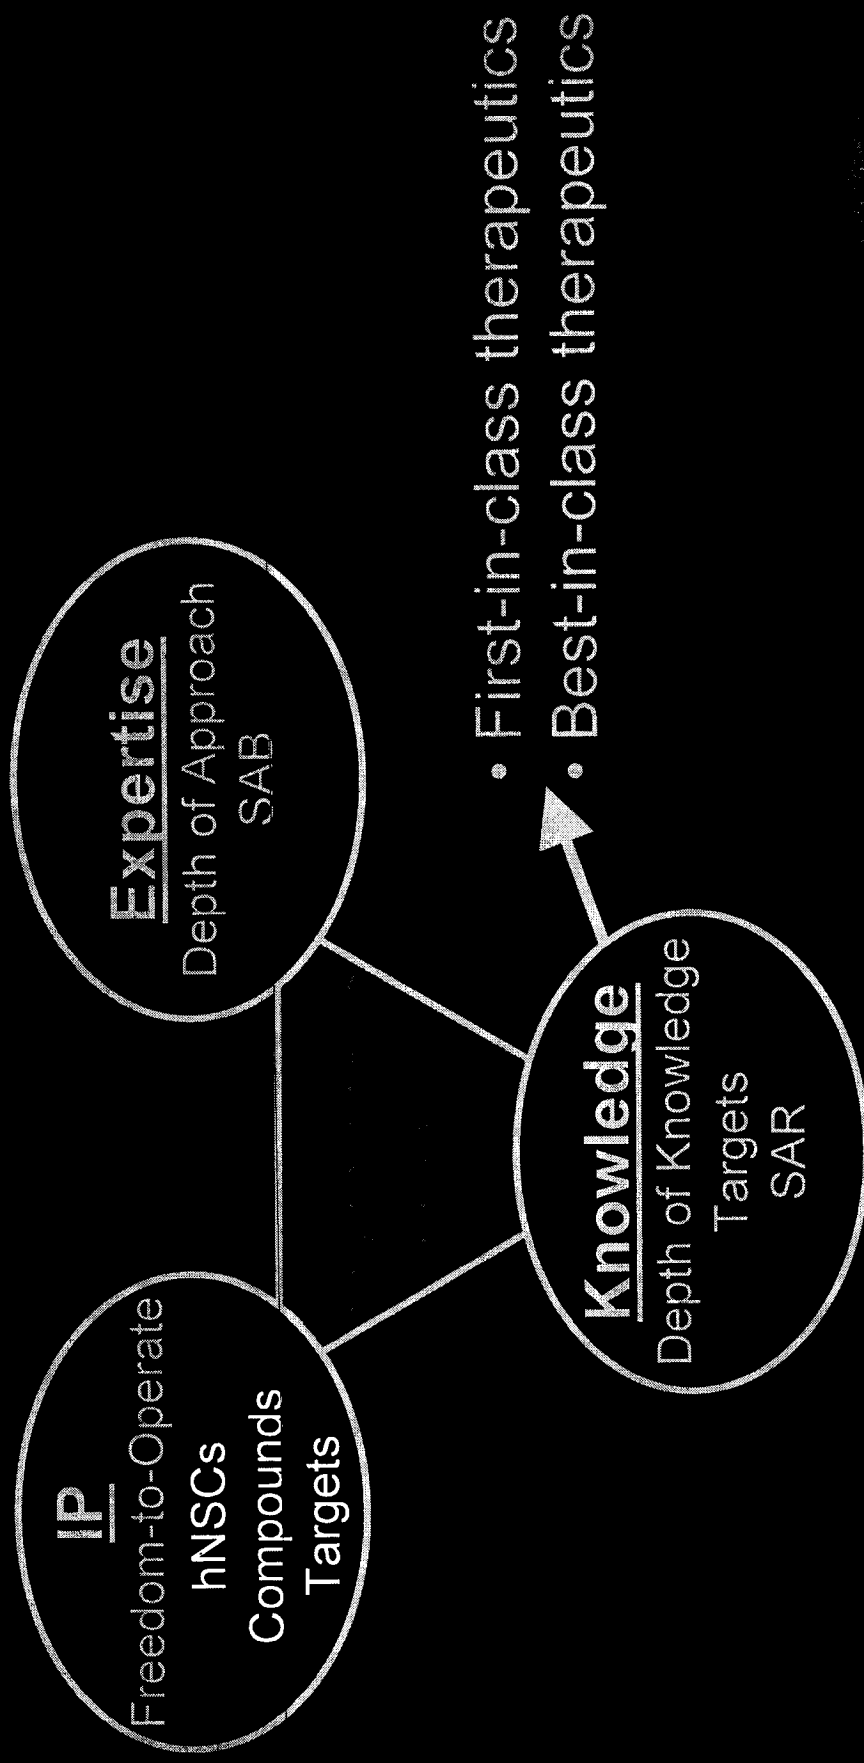 IP
Freedom-to-Operate
hNSCs
Compounds
Targets
Expertise
Depth of Approach
SAB
Knowledge
Depth of Knowledge
Targets
SAR
• First-in-class therapeutics
• Best-in-class therapeutics